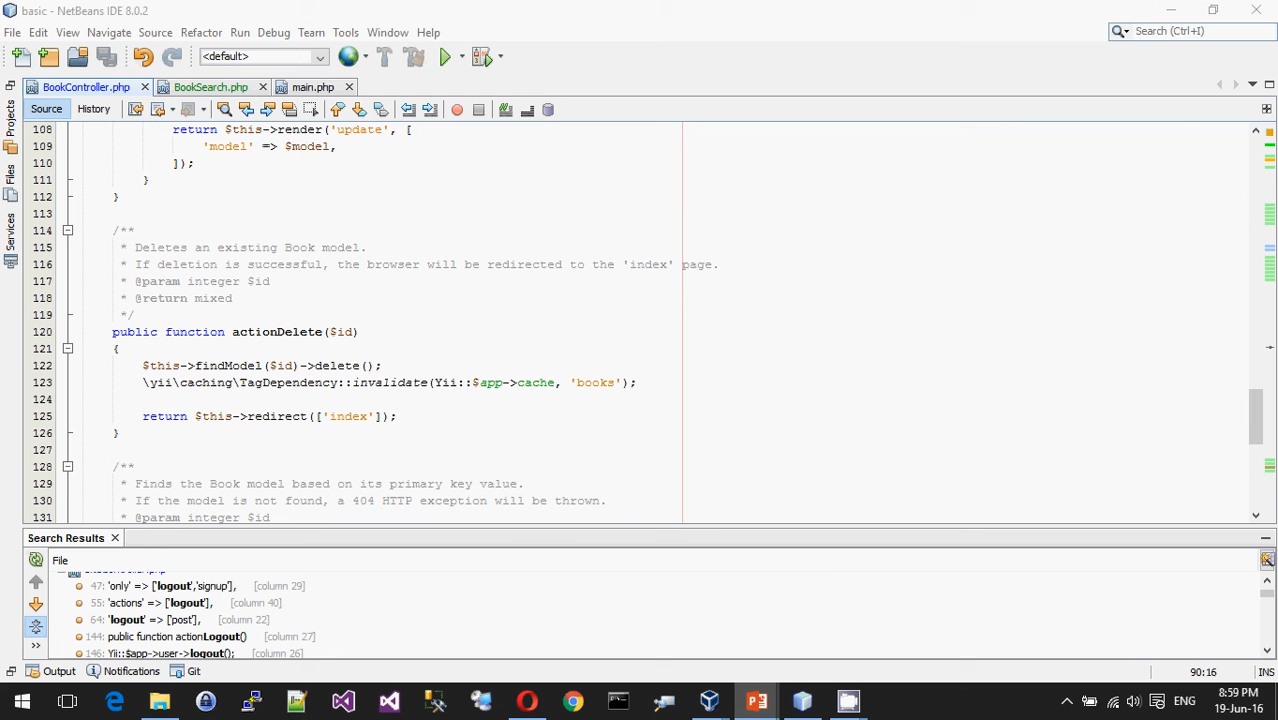 basic - NetBeans IDE 8.0.2
File Edit View Navigate Source Refactor Run Debug Team Tools Window Help
Search (Ctrl+I)
<default>
BookController.php BookSearch.php main.php
Source History
Projects
Files
Services
108 return $this->render('update', [
109 'model' => $model,
110 ]);
111 }
112 }
113
114 /**
115 * Deletes an existing Book model.
116 * If deletion is successful, the browser will be redirected to the 'index' page.
117 * @param integer $id
118 * @return mixed
119 */
120 public function actionDelete($id)
121 {
122 $this->findModel($id)->delete();
123 \yii\caching\TagDependency::invalidate(Yii::$app->cache, 'books');
124
125 return $this->redirect(['index']);
126 }
127
128 /**
129 * Finds the Book model based on its primary key value.
130 * If the model is not found, a 404 HTTP exception will be thrown.
131 * @param integer $id
Search Results
File
47: 'only' => ['logout','signup'], [column 29]
55: 'actions' => ['logout'], [column 40]
64: 'logout' => ['post'], [column 22]
144: public function actionLogout() [column 27]
146: Yii::$app->user->logout(); [column 26]
Output Notifications Git
90:16 INS
ENG
8:59 PM
19-Jun-16